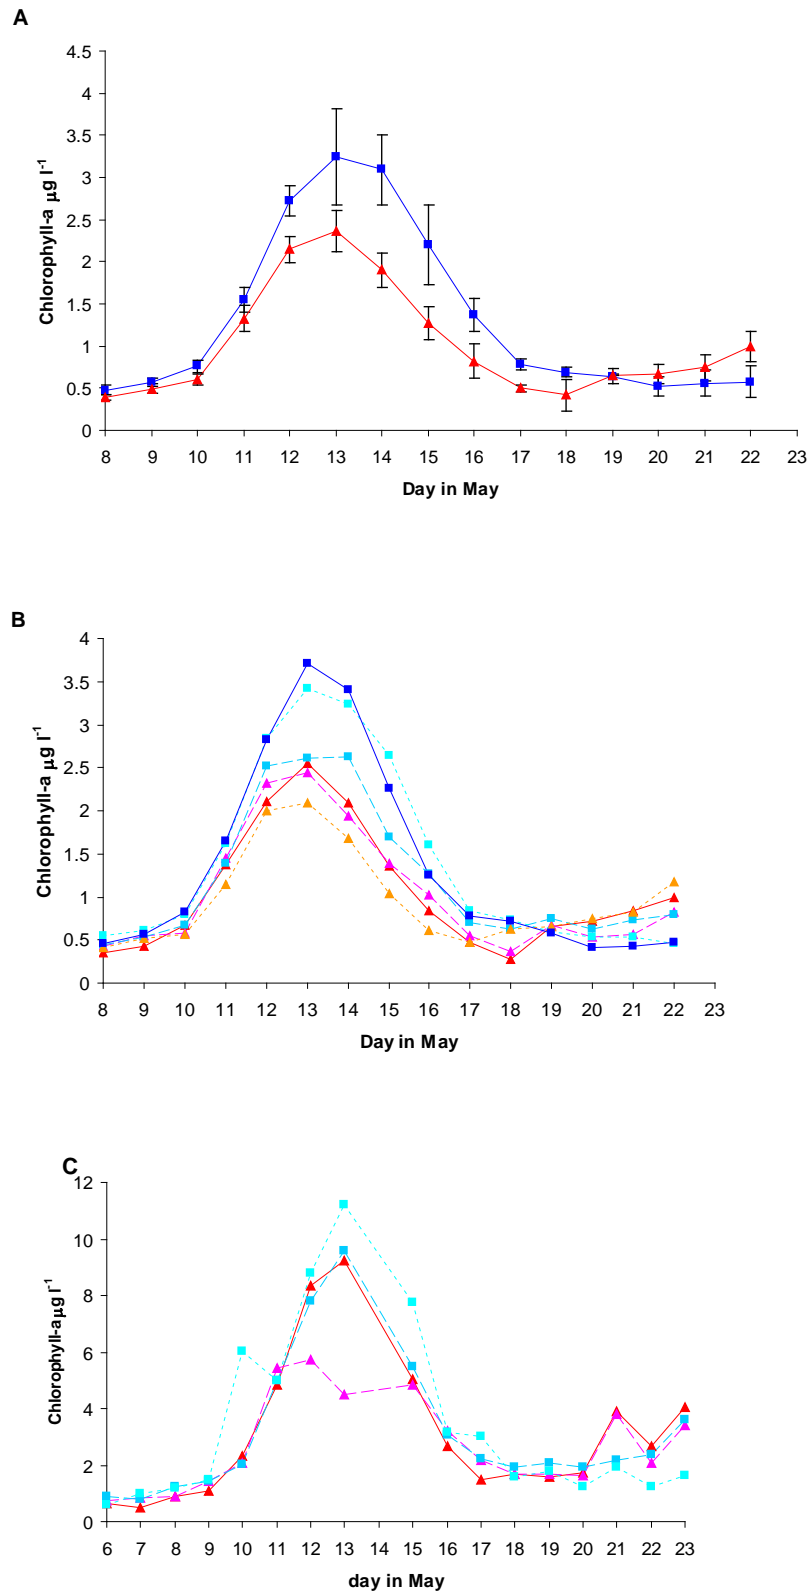 A
4.5
4
3.5
3
2.5
2
1.5
1
0.5
0
Chlorophyll-a μg l-1
8 9 10 11 12 13 14 15 16 17 18 19 20 21 22 23
Day in May
B
4
3.5
3
2.5
2
1.5
1
0.5
0
Chlorophyll-a μg l-1
8 9 10 11 12 13 14 15 16 17 18 19 20 21 22 23
Day in May
C
12
10
8
6
4
2
0
Chlorophyll-aμg l-1
6 7 8 9 10 11 12 13 14 15 16 17 18 19 20 21 22 23
day in May